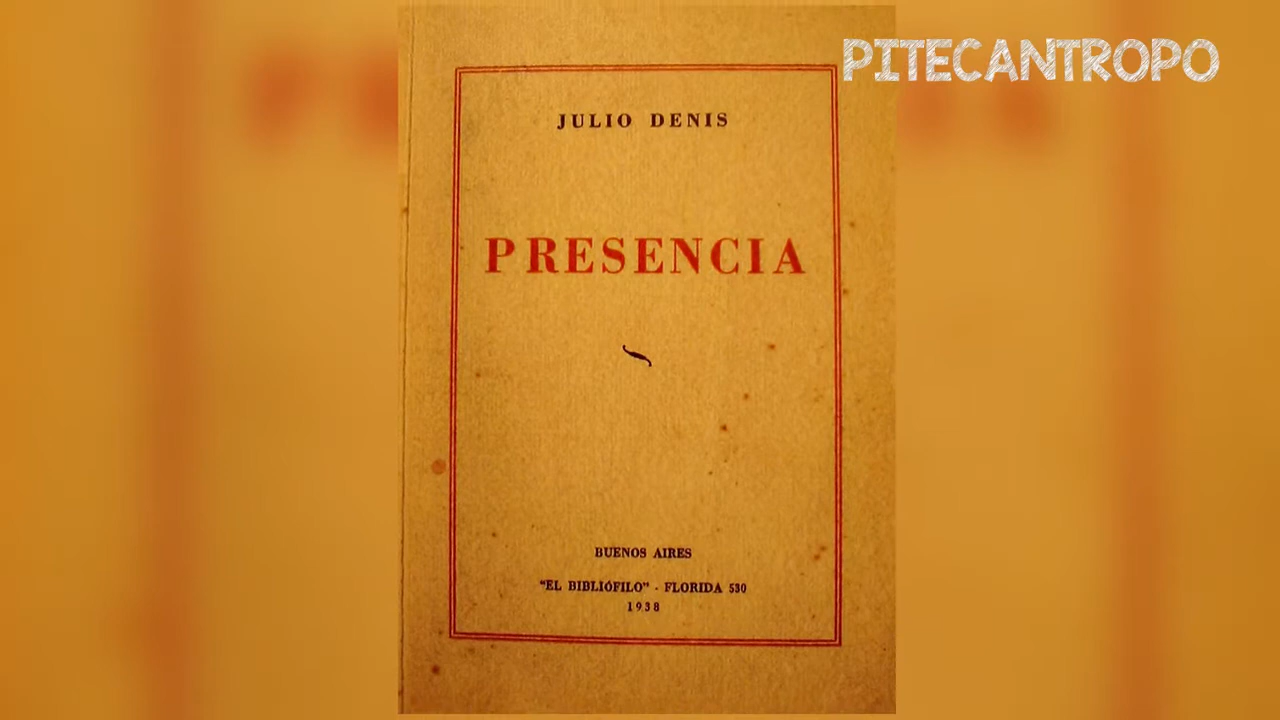 PITECANTROPO
JULIO DENIS
PRESENCIA
BUENOS AIRES
"EL BIBLIÓFILO" - FLORIDA 530
1938